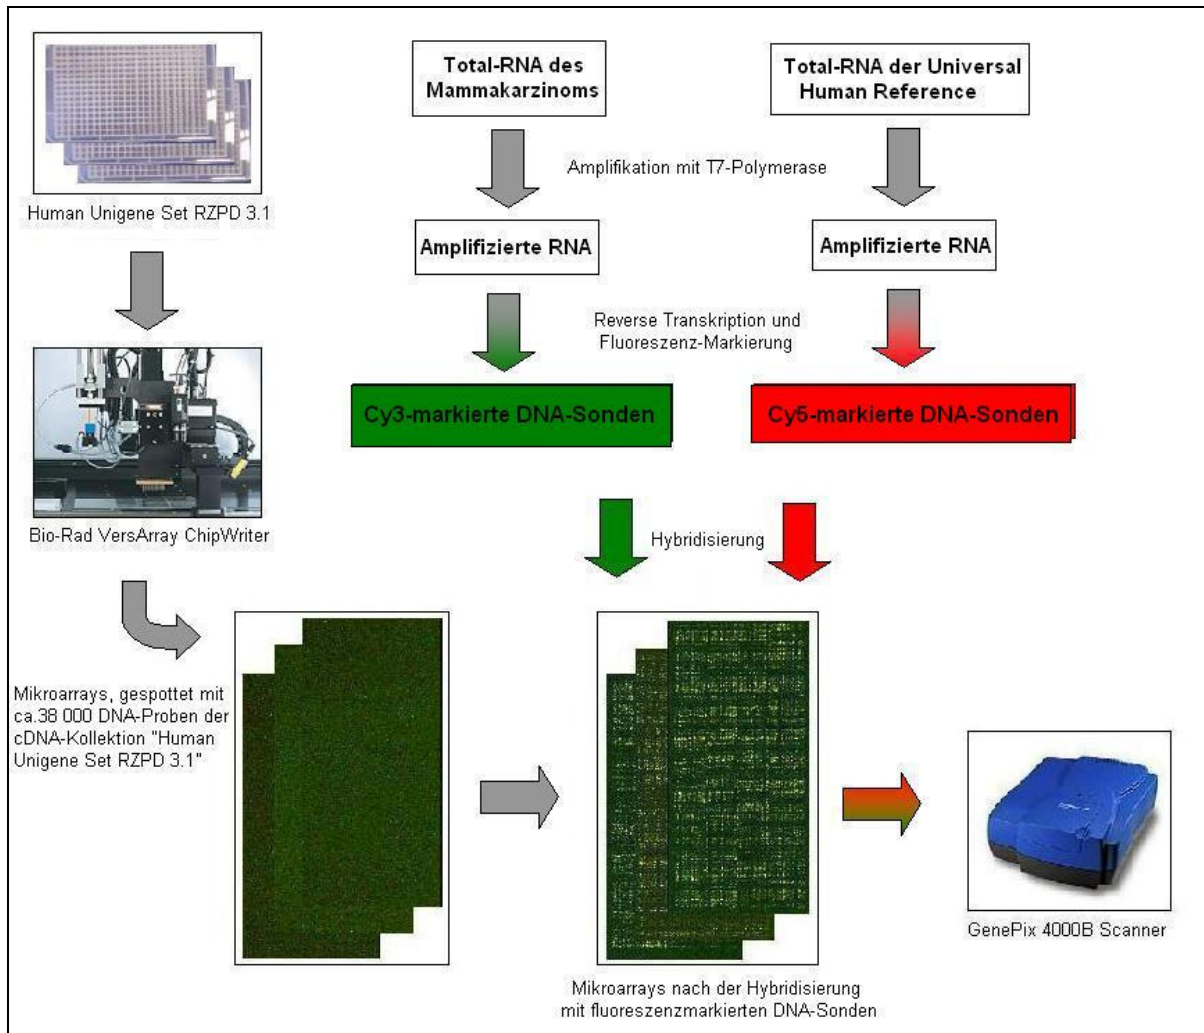 Total-RNA des
Mammakarzinoms
Total-RNA der Universal
Human Reference
Amplifikation mit T7-Polymerase
Human Unigene Set RZPD 3.1
Amplifizierte RNA
Amplifizierte RNA
Reverse Transkription und
Fluoreszenz-Markierung
Cy3-markierte DNA-Sonden
Cy5-markierte DNA-Sonden
Bio-Rad VersArray ChipWriter
Hybridisierung
Mikroarrays, gespottet mit
ca.38 000 DNA-Proben der
cDNA-Kollektion "Human
Unigene Set RZPD 3.1"
GenePix 4000B Scanner
Mikroarrays nach der Hybridisierung
mit fluoreszenzmarkierten DNA-Sonden